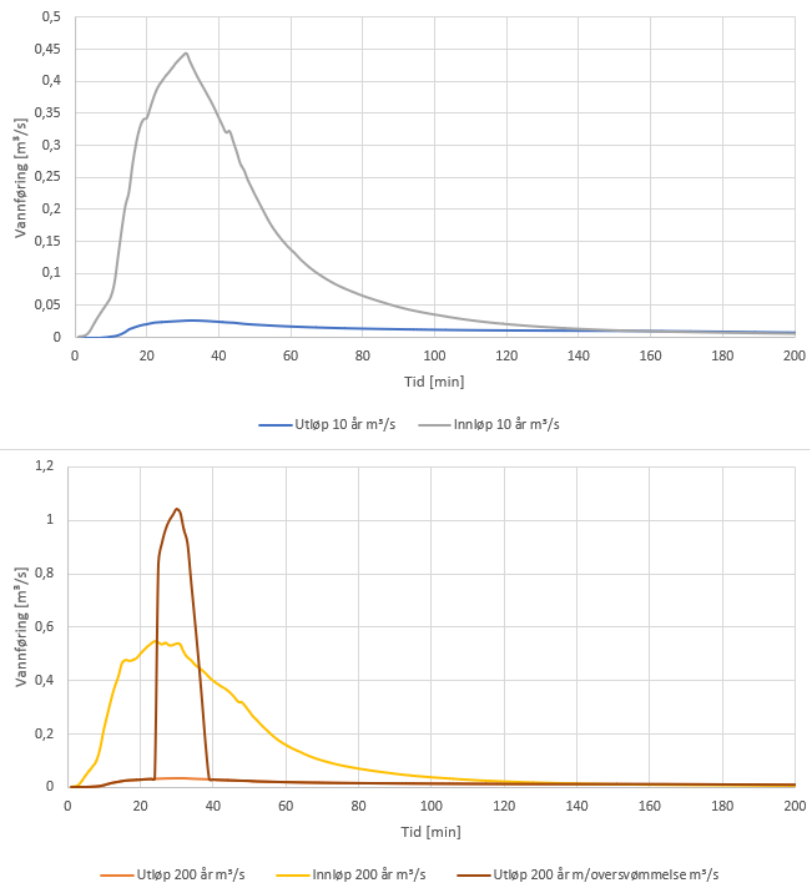 0,5
0,45
0,4
0,35
0,3
0,25
0,2
0,15
0,1
0,05
0
Vannføring [m³/s]
0 20 40 60 80 100 120 140 160 180 200
Tid [min]
Utløp 10 år m³/s Innløp 10 år m³/s
1,2
1
0,8
0,6
0,4
0,2
0
Vannføring [m³/s]
0 20 40 60 80 100 120 140 160 180 200
Tid [min]
Utløp 200 år m³/s Innløp 200 år m³/s Utløp 200 år m/oversvømmelse m³/s